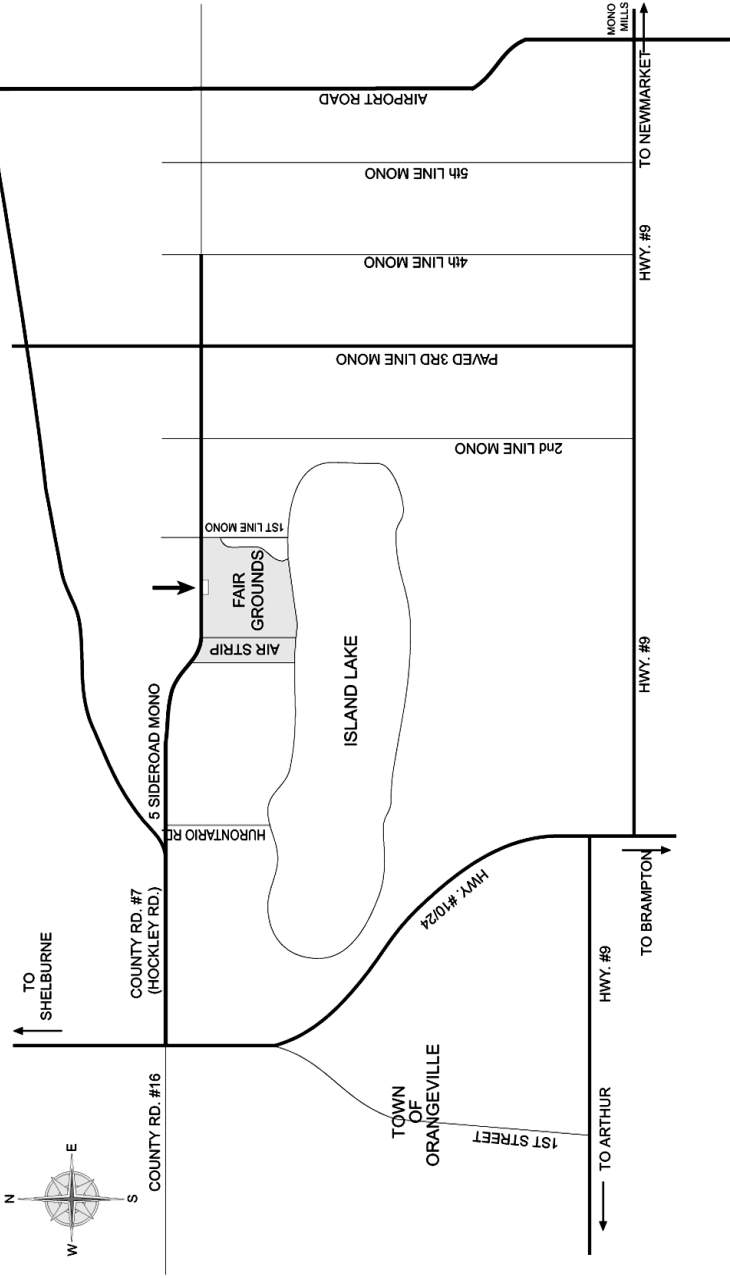 MONO
MILLS
TO NEWMARKET
AIRPORT ROAD
5th LINE MONO
4th LINE MONO
HWY. #9
PAVED 3RD LINE MONO
2nd LINE MONO
1ST LINE MONO
FAIR
GROUNDS
AIR STRIP
ISLAND LAKE
HWY. #9
5 SIDEROAD MONO
HURONTARIO RD
COUNTY RD. #7
(HOCKLEY RD.)
HWY. #10/24
TO BRAMPTON
TO
SHELBURNE
HWY. #9
COUNTY RD. #16
TOWN
OF
ORANGEVILLE
1ST STREET
TO ARTHUR
N
E
S
W